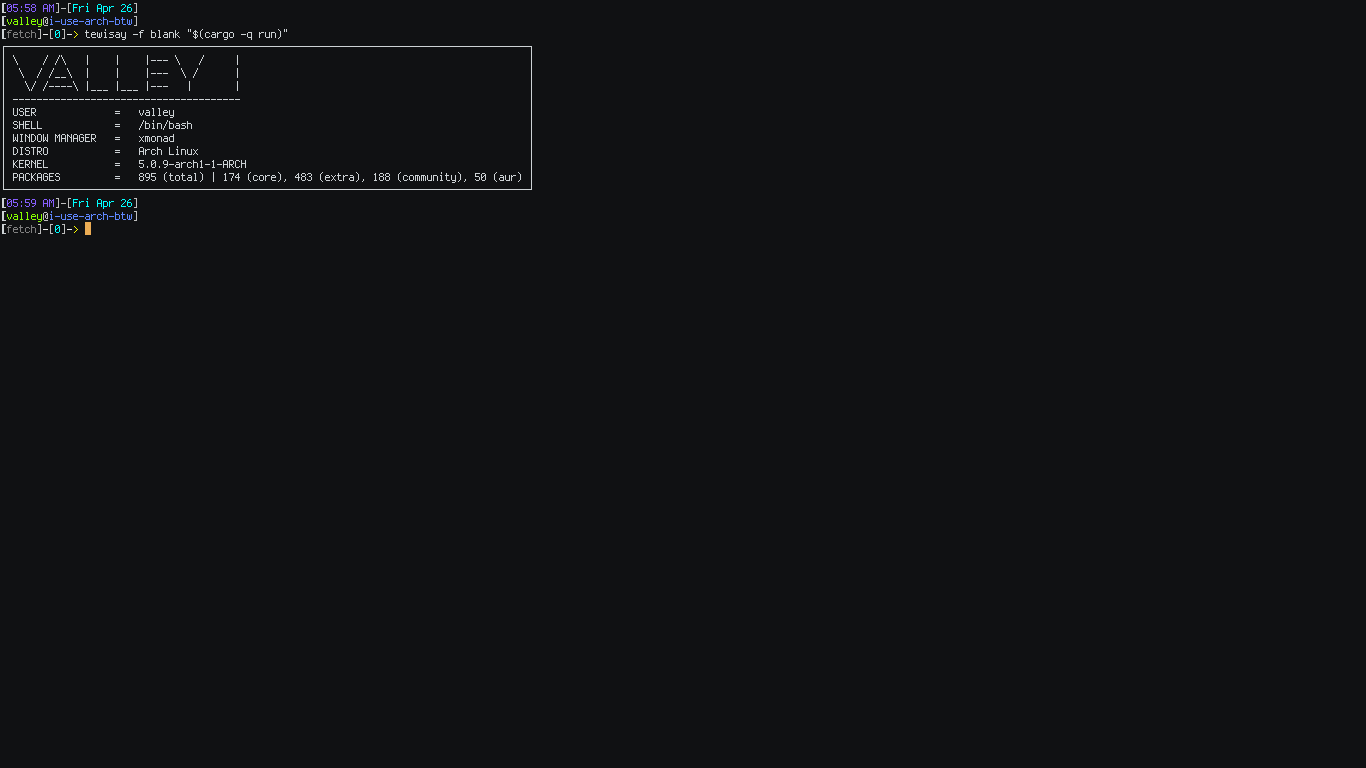 [05:58 AM]-[Fri Apr 26]
[valley@i-use-arch-btw]
[fetch]-[0]-> tewisay -f blank "$(cargo -q run)"
\    / /\   |    |    |--- \   /     |
 \  / /__\  |    |    |---  \ /      |
  \/ /----\ |___ |___ |---   |       |
--------------------------------------
USER             =   valley
SHELL            =   /bin/bash
WINDOW MANAGER   =   xmonad
DISTRO           =   Arch Linux
KERNEL           =   5.0.9-arch1-1-ARCH
PACKAGES         =   895 (total) | 174 (core), 483 (extra), 188 (community), 50 (aur)
[05:59 AM]-[Fri Apr 26]
[valley@i-use-arch-btw]
[fetch]-[0]->